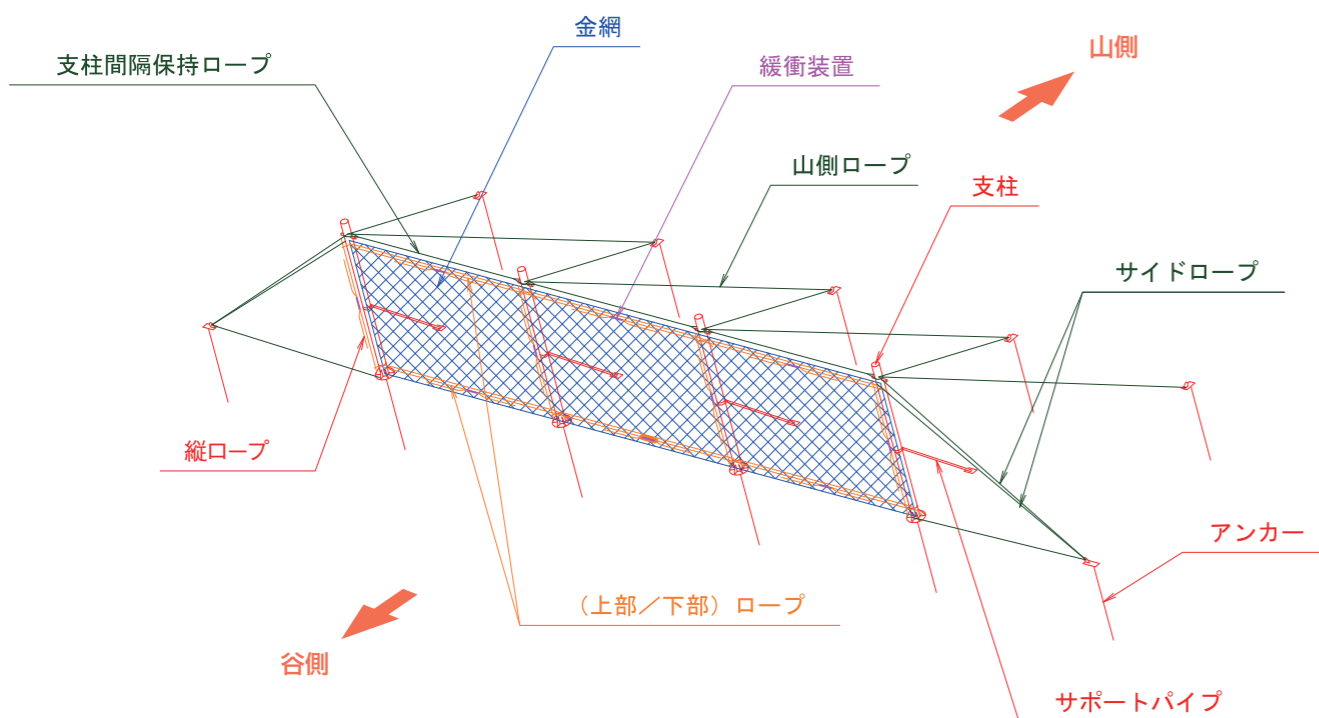 金網
支柱間隔保持ロープ
緩衝装置
山側
山側ロープ
支柱
サイドロープ
縦ロープ
アンカー
（上部／下部）ロープ
谷側
サポートパイプ